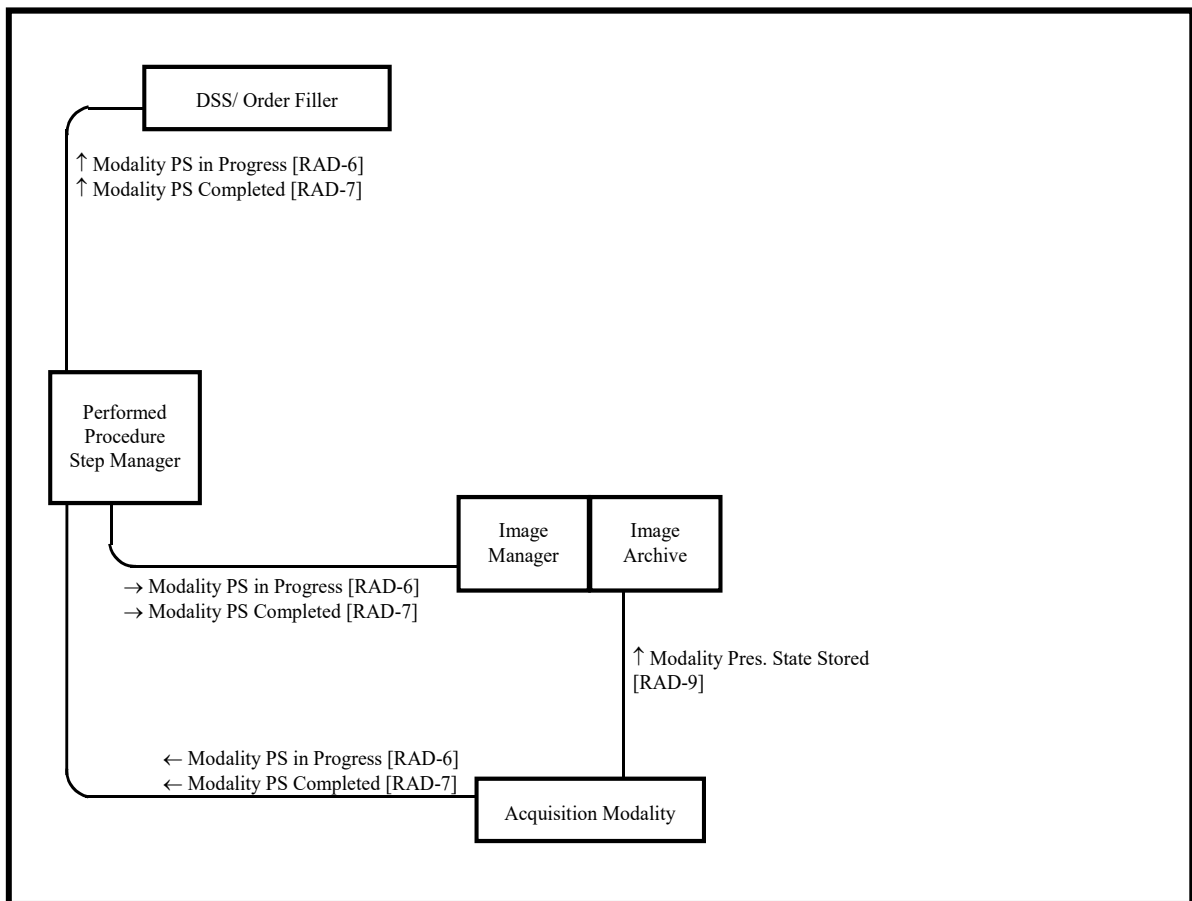 DSS/ Order Filler
↑ Modality PS in Progress [RAD-6]
↑ Modality PS Completed [RAD-7]
Performed
Procedure
Step Manager
Image
Manager
Image
Archive
→ Modality PS in Progress [RAD-6]
→ Modality PS Completed [RAD-7]
↑ Modality Pres. State Stored
[RAD-9]
← Modality PS in Progress [RAD-6]
← Modality PS Completed [RAD-7]
Acquisition Modality